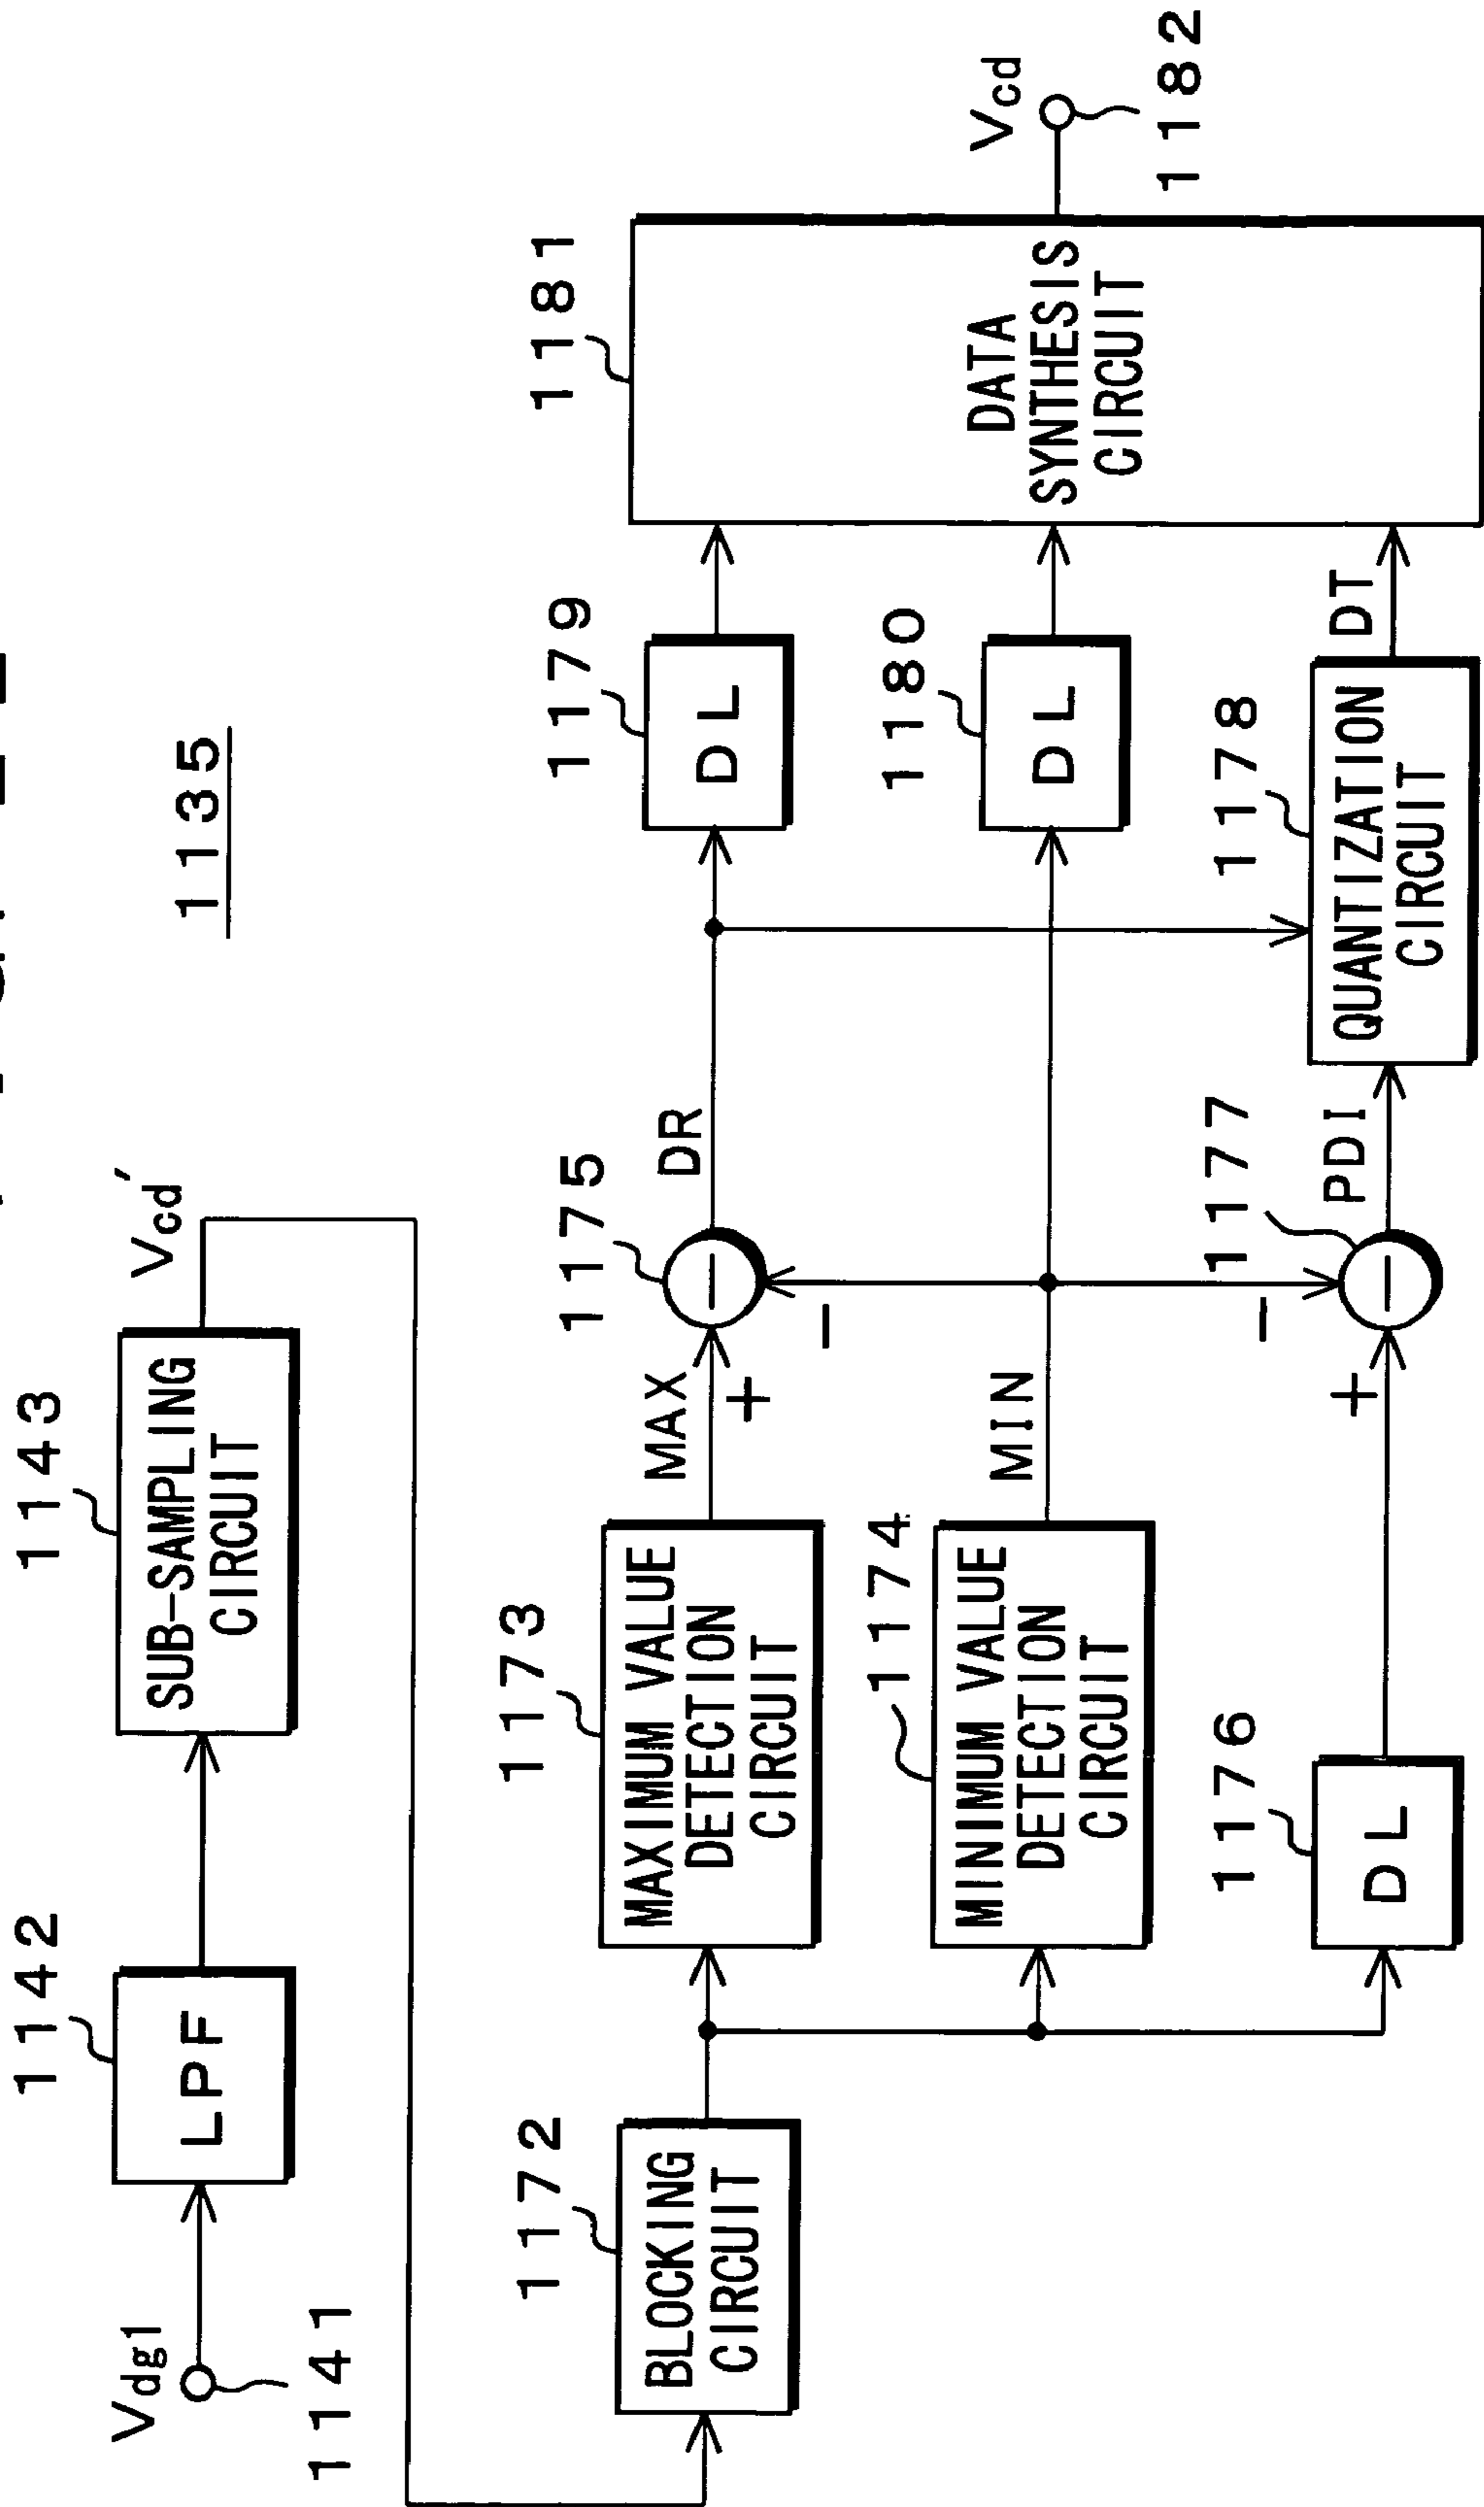 1135
1142
1143
Vdg1
LPF
SUB-SAMPLING
CIRCUIT
Vcd′
1141
1172
BLOCKING
CIRCUIT
1173
MAXIMUM VALUE
DETECTION
CIRCUIT
MAX
+
1175
−
−
DR
1179
DL
1181
DATA
SYNTHESIS
CIRCUIT
Vcd
1182
1174
MINIMUM VALUE
DETECTION
CIRCUIT
MIN
1180
DL
1176
DL
+
−
−
1177
PDI
1178
QUANTIZATION
CIRCUIT
DT